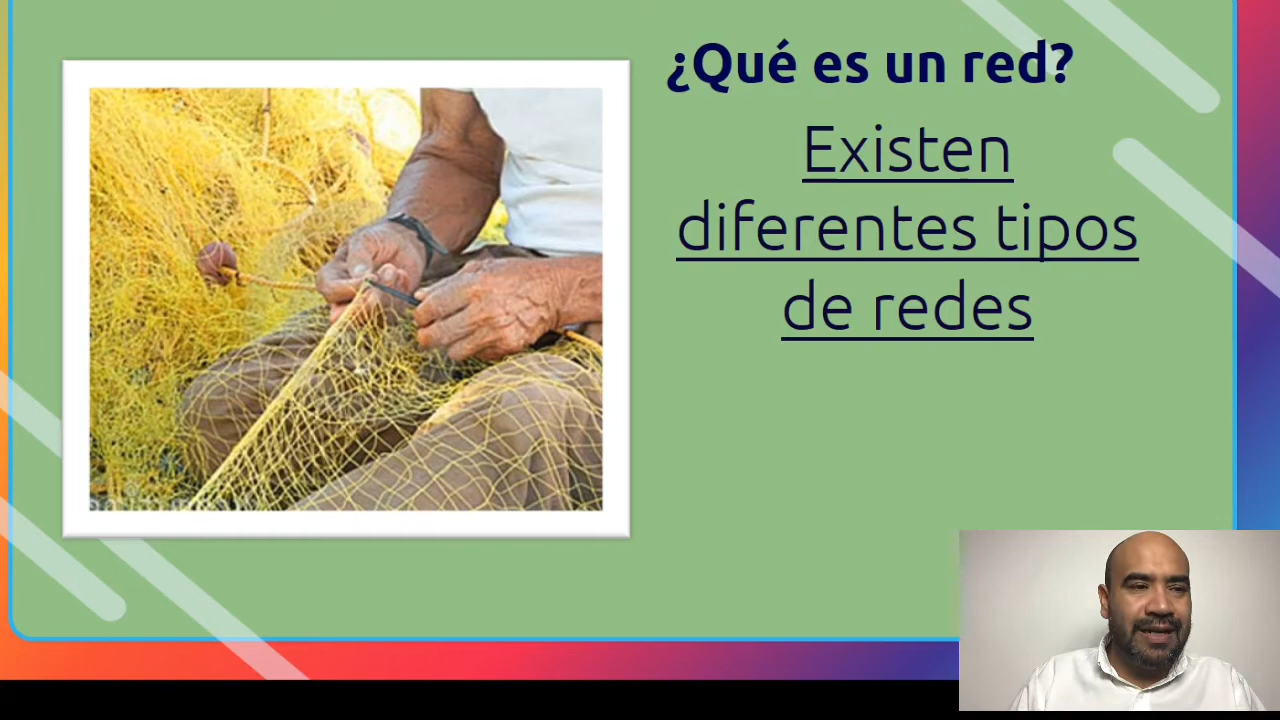 ¿Qué es un red?
Existen
diferentes tipos
de redes